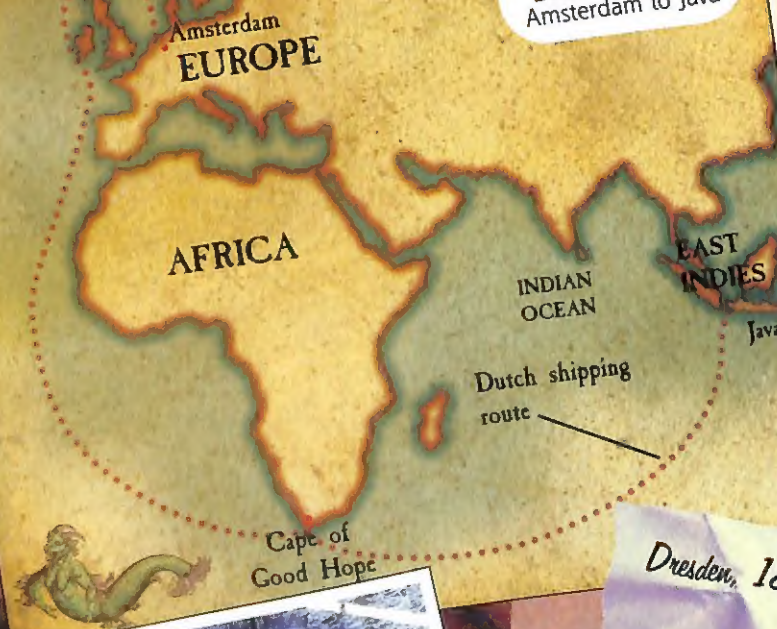 Amsterdam to Java
Amsterdam
EUROPE
AFRICA
EAST
INDIES
INDIAN
OCEAN
Java
Dutch shipping
route
Cape of
Good Hope
Dresden,